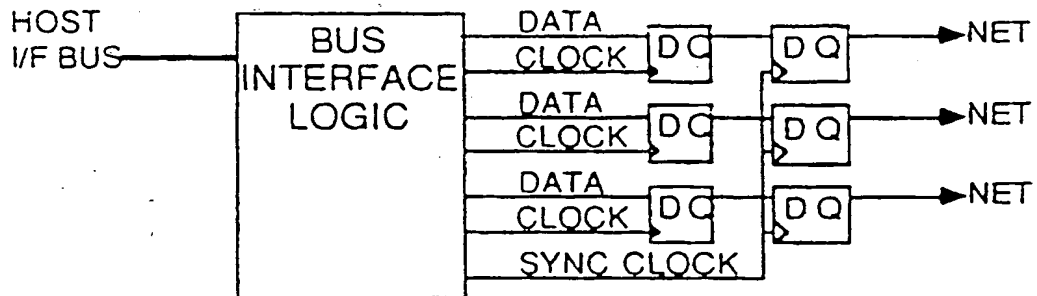 HOST
I/F BUS
BUS
INTERFACE
LOGIC
DATA
CLOCK
D Q
D Q
NET
DATA
CLOCK
D Q
D Q
NET
DATA
CLOCK
D Q
D Q
NET
SYNC CLOCK